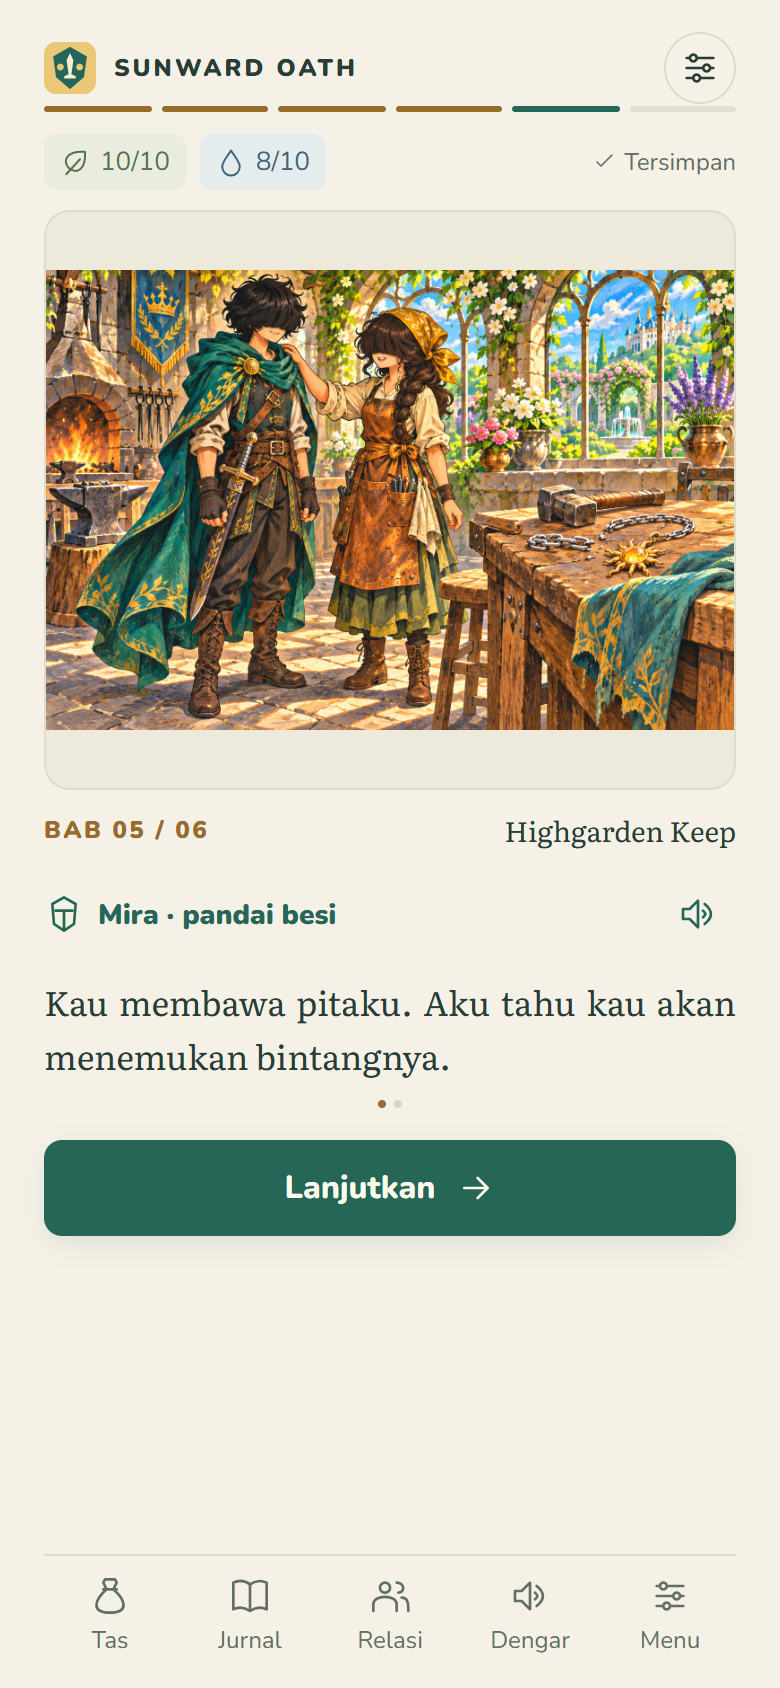 SUNWARD OATH
10/10
8/10
Tersimpan
BAB 05 / 06
Highgarden Keep
Mira · pandai besi
Kau membawa pitaku. Aku tahu kau akan
menemukan bintangnya.
Lanjutkan
Tas
Jurnal
Relasi
Dengar
Menu